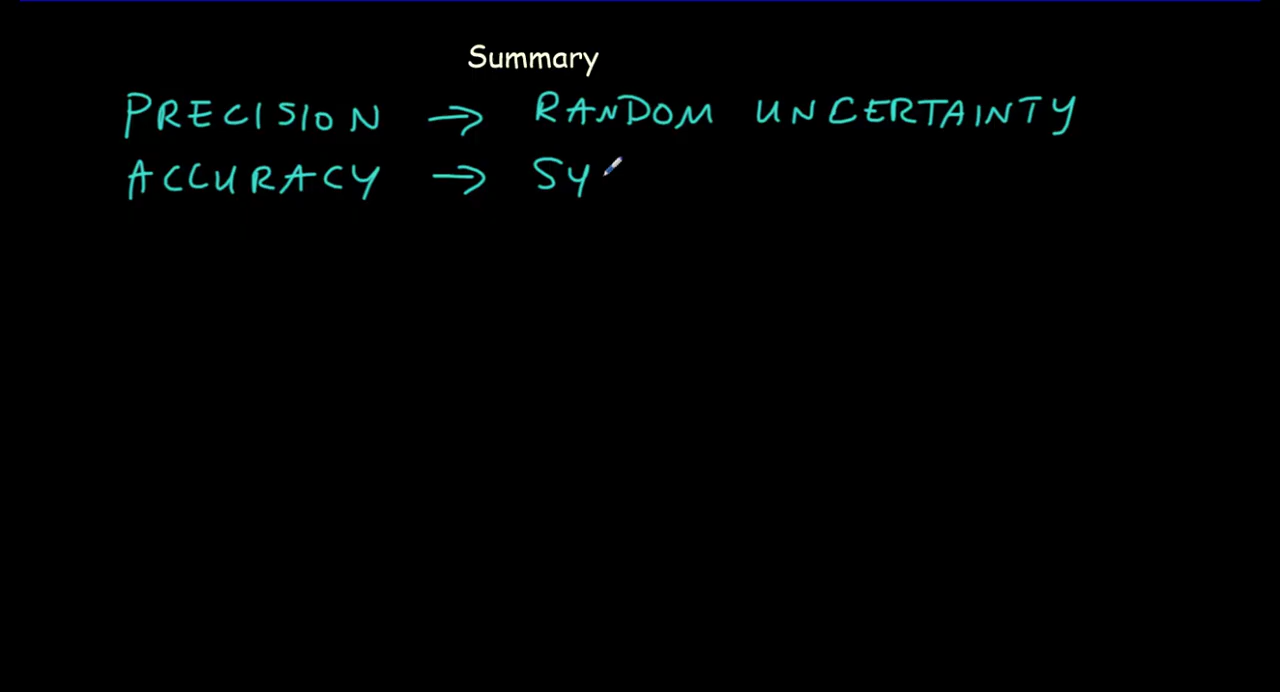 Summary
PRECISION → RANDOM UNCERTAINTY
ACCURACY → SY